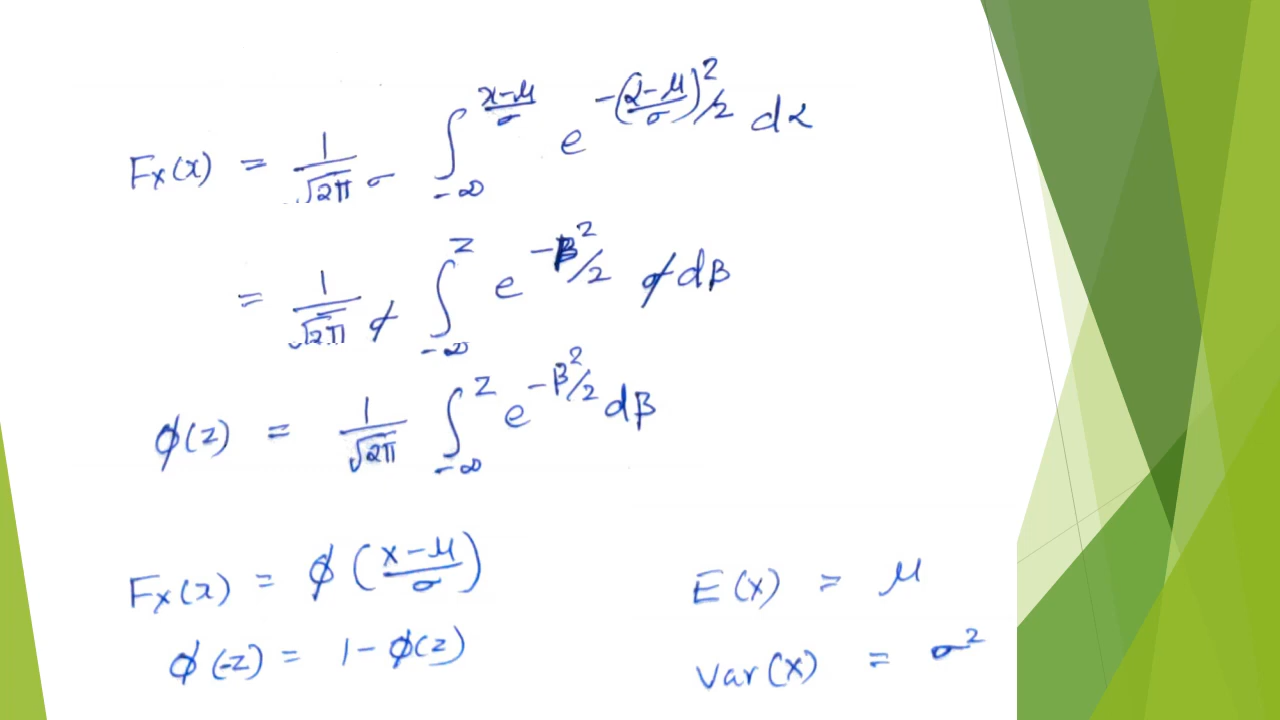 Fx(x) = 1/√2π σ ∫_{-∞}^{(x-μ)/σ} e^{-((α-μ)/σ)²/2} dα
= 1/√2π σ ∫_{-∞}^{z} e^{-β²/2} σ dβ
ϕ(z) = 1/√2π ∫_{-∞}^{z} e^{-β²/2} dβ
Fx(x) = ϕ((x-μ)/σ)
E(x) = μ
ϕ(-z) = 1 - ϕ(z)
Var(x) = σ²